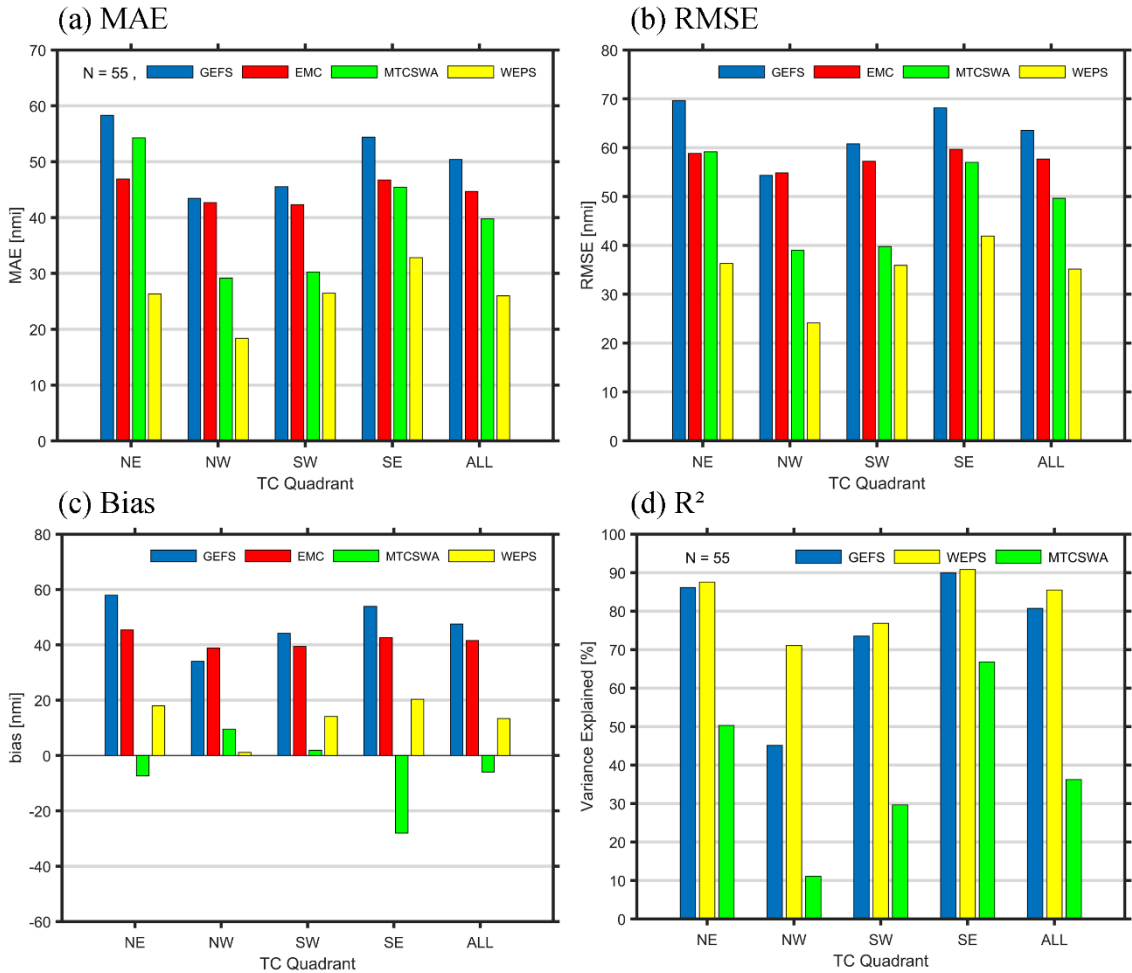 (a) MAE
N = 55 , GEFS EMC MTCSWA WEPS
70
60
50
40
30
20
10
0
MAE [nmi]
NE NW SW SE ALL
TC Quadrant
(b) RMSE
GEFS EMC MTCSWA WEPS
80
70
60
50
40
30
20
10
0
RMSE [nmi]
NE NW SW SE ALL
TC Quadrant
(c) Bias
GEFS EMC MTCSWA WEPS
80
60
40
20
0
-20
-40
-60
bias [nmi]
NE NW SW SE ALL
TC Quadrant
(d) R²
N = 55 GEFS WEPS MTCSWA
100
90
80
70
60
50
40
30
20
10
0
Variance Explained [%]
NE NW SW SE ALL
TC Quadrant